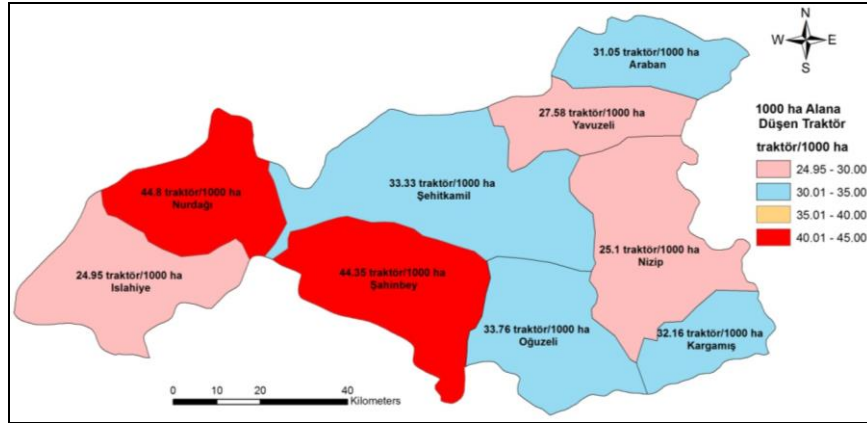 N
W E
S
31.05 traktör/1000 ha
Araban
27.58 traktör/1000 ha
Yavuzeli
1000 ha Alana
Düşen Traktör
traktör/1000 ha
24.95 - 30.00
30.01 - 35.00
35.01 - 40.00
40.01 - 45.00
44.8 traktör/1000 ha
Nurdağı
33.33 traktör/1000 ha
Şehitkamil
25.1 traktör/1000 ha
Nizip
24.95 traktör/1000 ha
Islahiye
44.35 traktör/1000 ha
Şahinbey
33.76 traktör/1000 ha
Oğuzeli
32.16 traktör/1000 ha
Kargamış
0 10 20 40
Kilometers